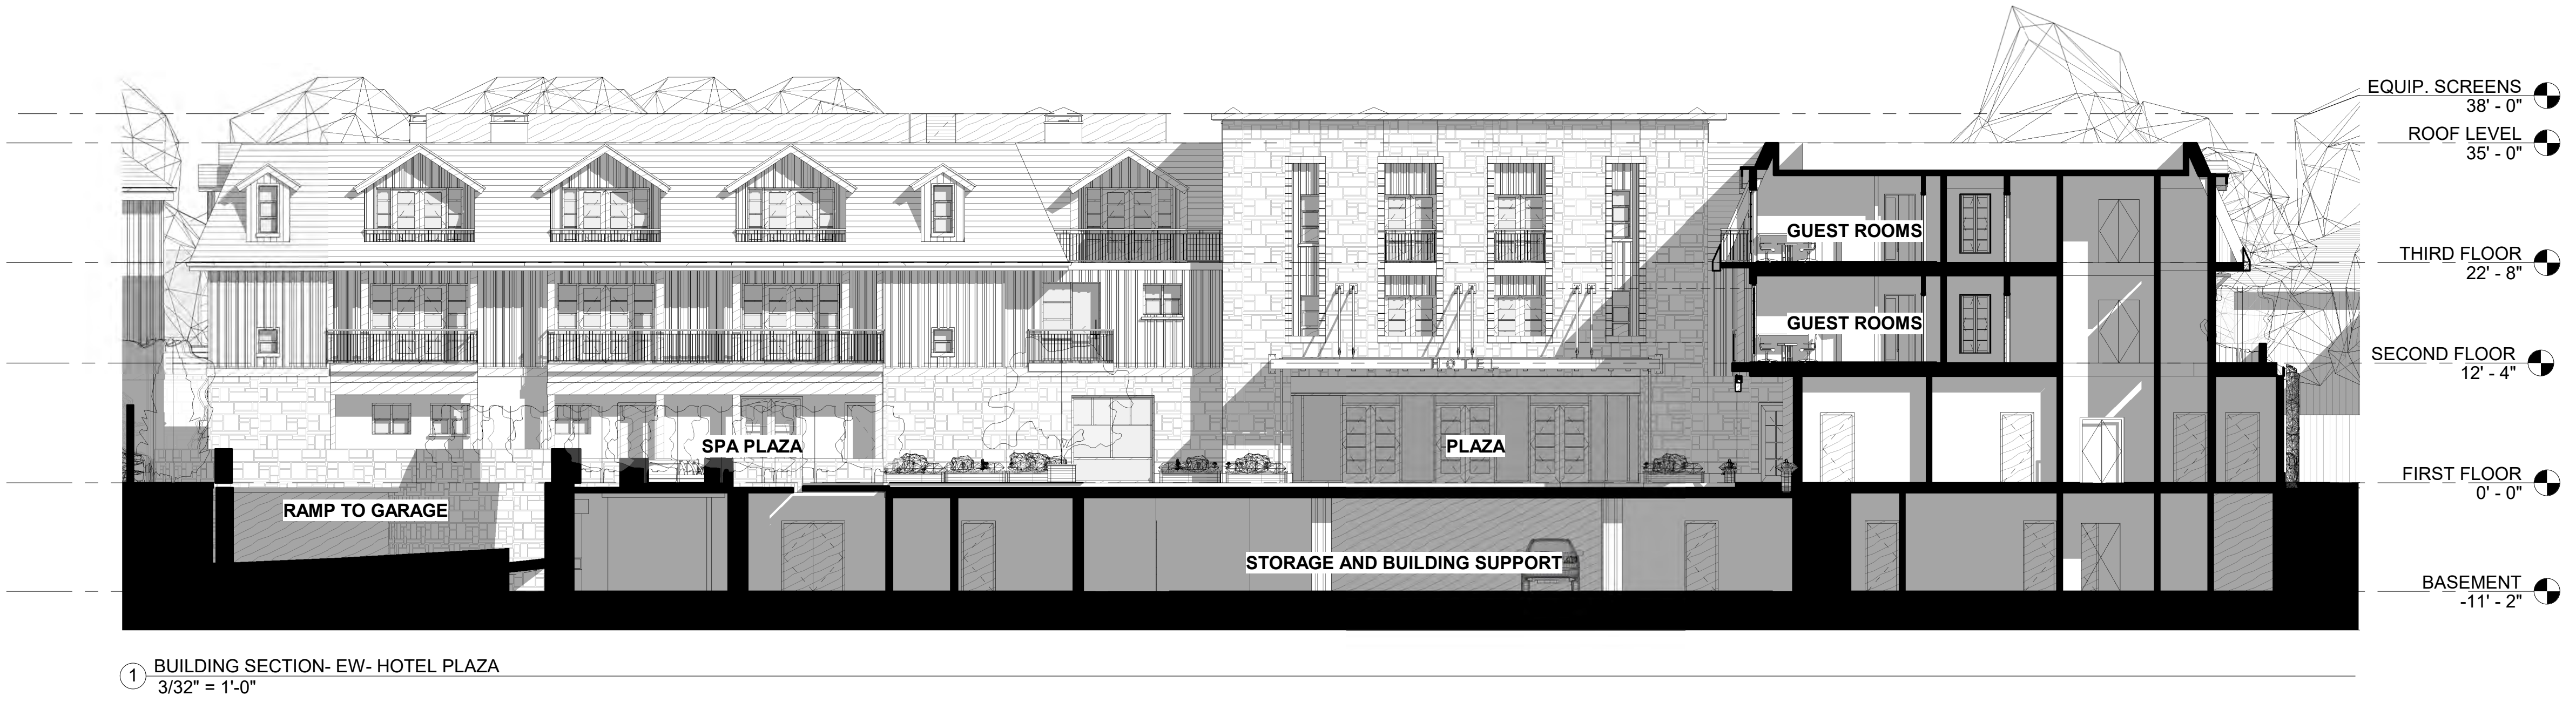 EQUIP. SCREENS
38' - 0"
ROOF LEVEL
35' - 0"
GUEST ROOMS
THIRD FLOOR
22' - 8"
GUEST ROOMS
SECOND FLOOR
12' - 4"
HOTEL
SPA PLAZA
PLAZA
FIRST FLOOR
0' - 0"
RAMP TO GARAGE
STORAGE AND BUILDING SUPPORT
BASEMENT
-11' - 2"
1
BUILDING SECTION- EW- HOTEL PLAZA
3/32" = 1'-0"